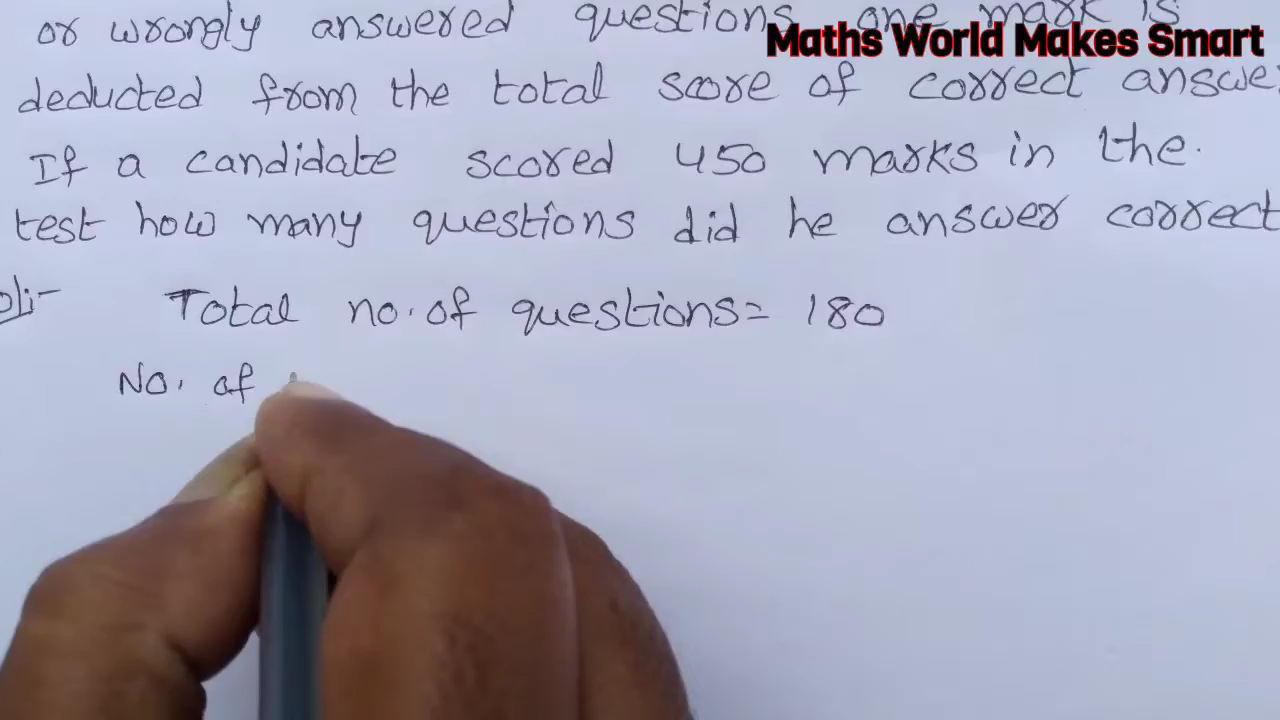 or wrongly answered questions, one mark is
Maths World Makes Smart
deducted from the total score of correct answe
If a candidate scored 450 marks in the.
test how many questions did he answer correct
ol:-
Total no. of questions= 180
No. of